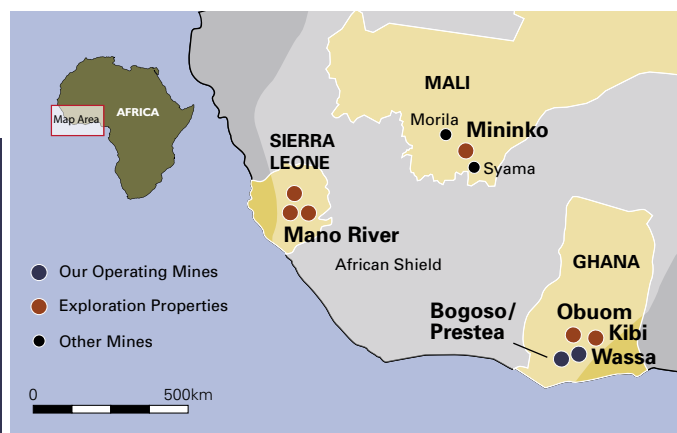 AFRICA
Map Area
MALI
Morila
Mininko
Syama
SIERRA
LEONE
Mano River
African Shield
GHANA
Bogoso/
Prestea
Obuom
Kibi
Wassa
Our Operating Mines
Exploration Properties
Other Mines
0 500km